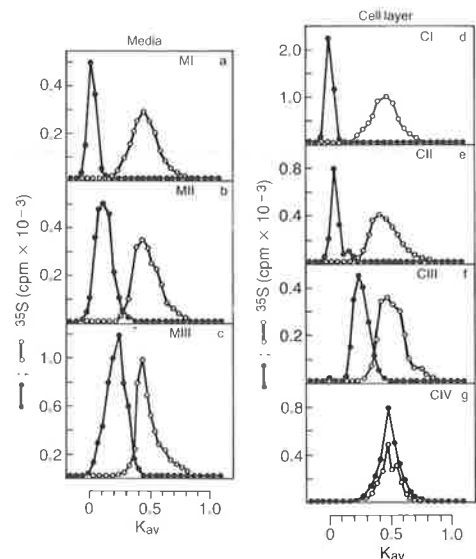 Media
MI a
0.4
0.2
MII b
0.4
0.2
MIII c
1.0
0.6
0.2
0 0.5 1.0
Kav
●—● ; ○—○ 35S (cpm × 10-3)
Cell layer
CI d
2.0
1.0
CII e
0.8
0.4
CIII f
0.4
0.2
CIV g
0.8
0.4
0 0.5 1.0
Kav
●—● ; ○—○ 35S (cpm × 10-3)